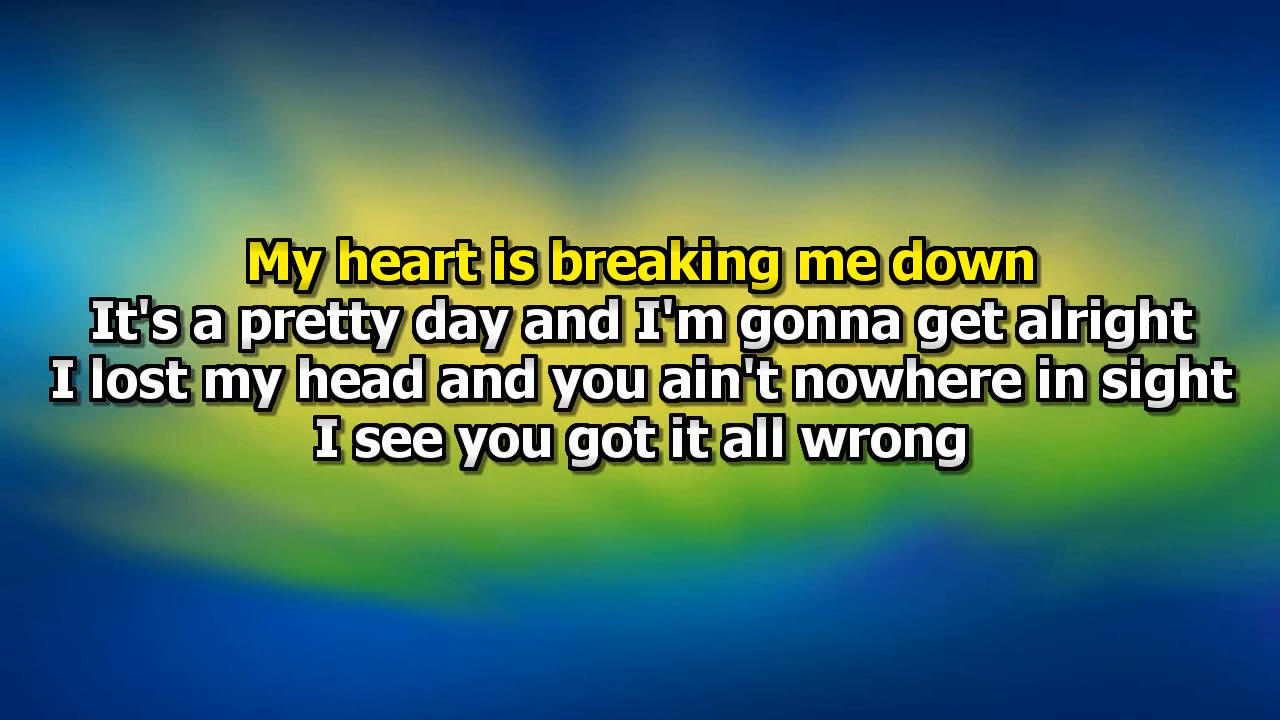 My heart is breaking me down
It's a pretty day and I'm gonna get alright
I lost my head and you ain't nowhere in sight
I see you got it all wrong